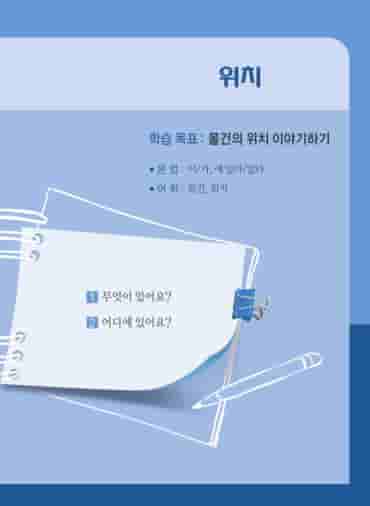 위치
학습 목표 : 물건의 위치 이야기하기
• 문 법 : 이/가, 에 있다/없다
• 어 휘 : 물건, 위치
1 무엇이 있어요?
2 어디에 있어요?